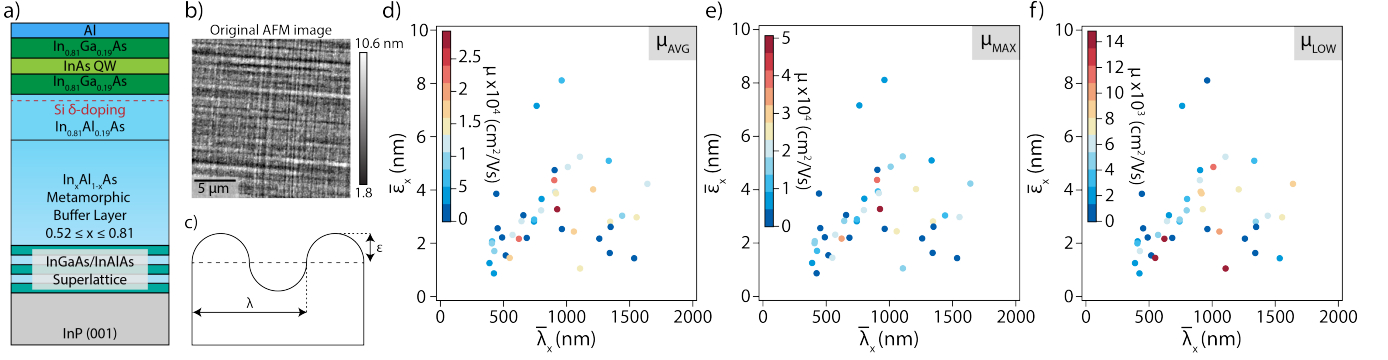 a)
Al
In0.81Ga0.19As
InAs QW
In0.81Ga0.19As
Si δ-doping
In0.81Al0.19As
InxAl1-xAs
Metamorphic
Buffer Layer
0.52 ≤ x ≤ 0.81
InGaAs/InAlAs
Superlattice
InP (001)
b)
Original AFM image
10.6 nm
5 μm
1.8
c)
ε
λ
d)
μAVG
10
8
6
4
2
0
ε̅x (nm)
2.5
2
1.5
1
0.5
0
μ x10⁴ (cm²/Vs)
0 500 1000 1500 2000
λ̅x (nm)
e)
μMAX
10
8
6
4
2
0
ε̅x (nm)
5
4
3
2
1
0
μ x10⁴ (cm²/Vs)
0 500 1000 1500 2000
λ̅x (nm)
f)
μLOW
10
8
6
4
2
0
ε̅x (nm)
14
12
10
8
6
4
2
0
μ x10³ (cm²/Vs)
0 500 1000 1500 2000
λ̅x (nm)